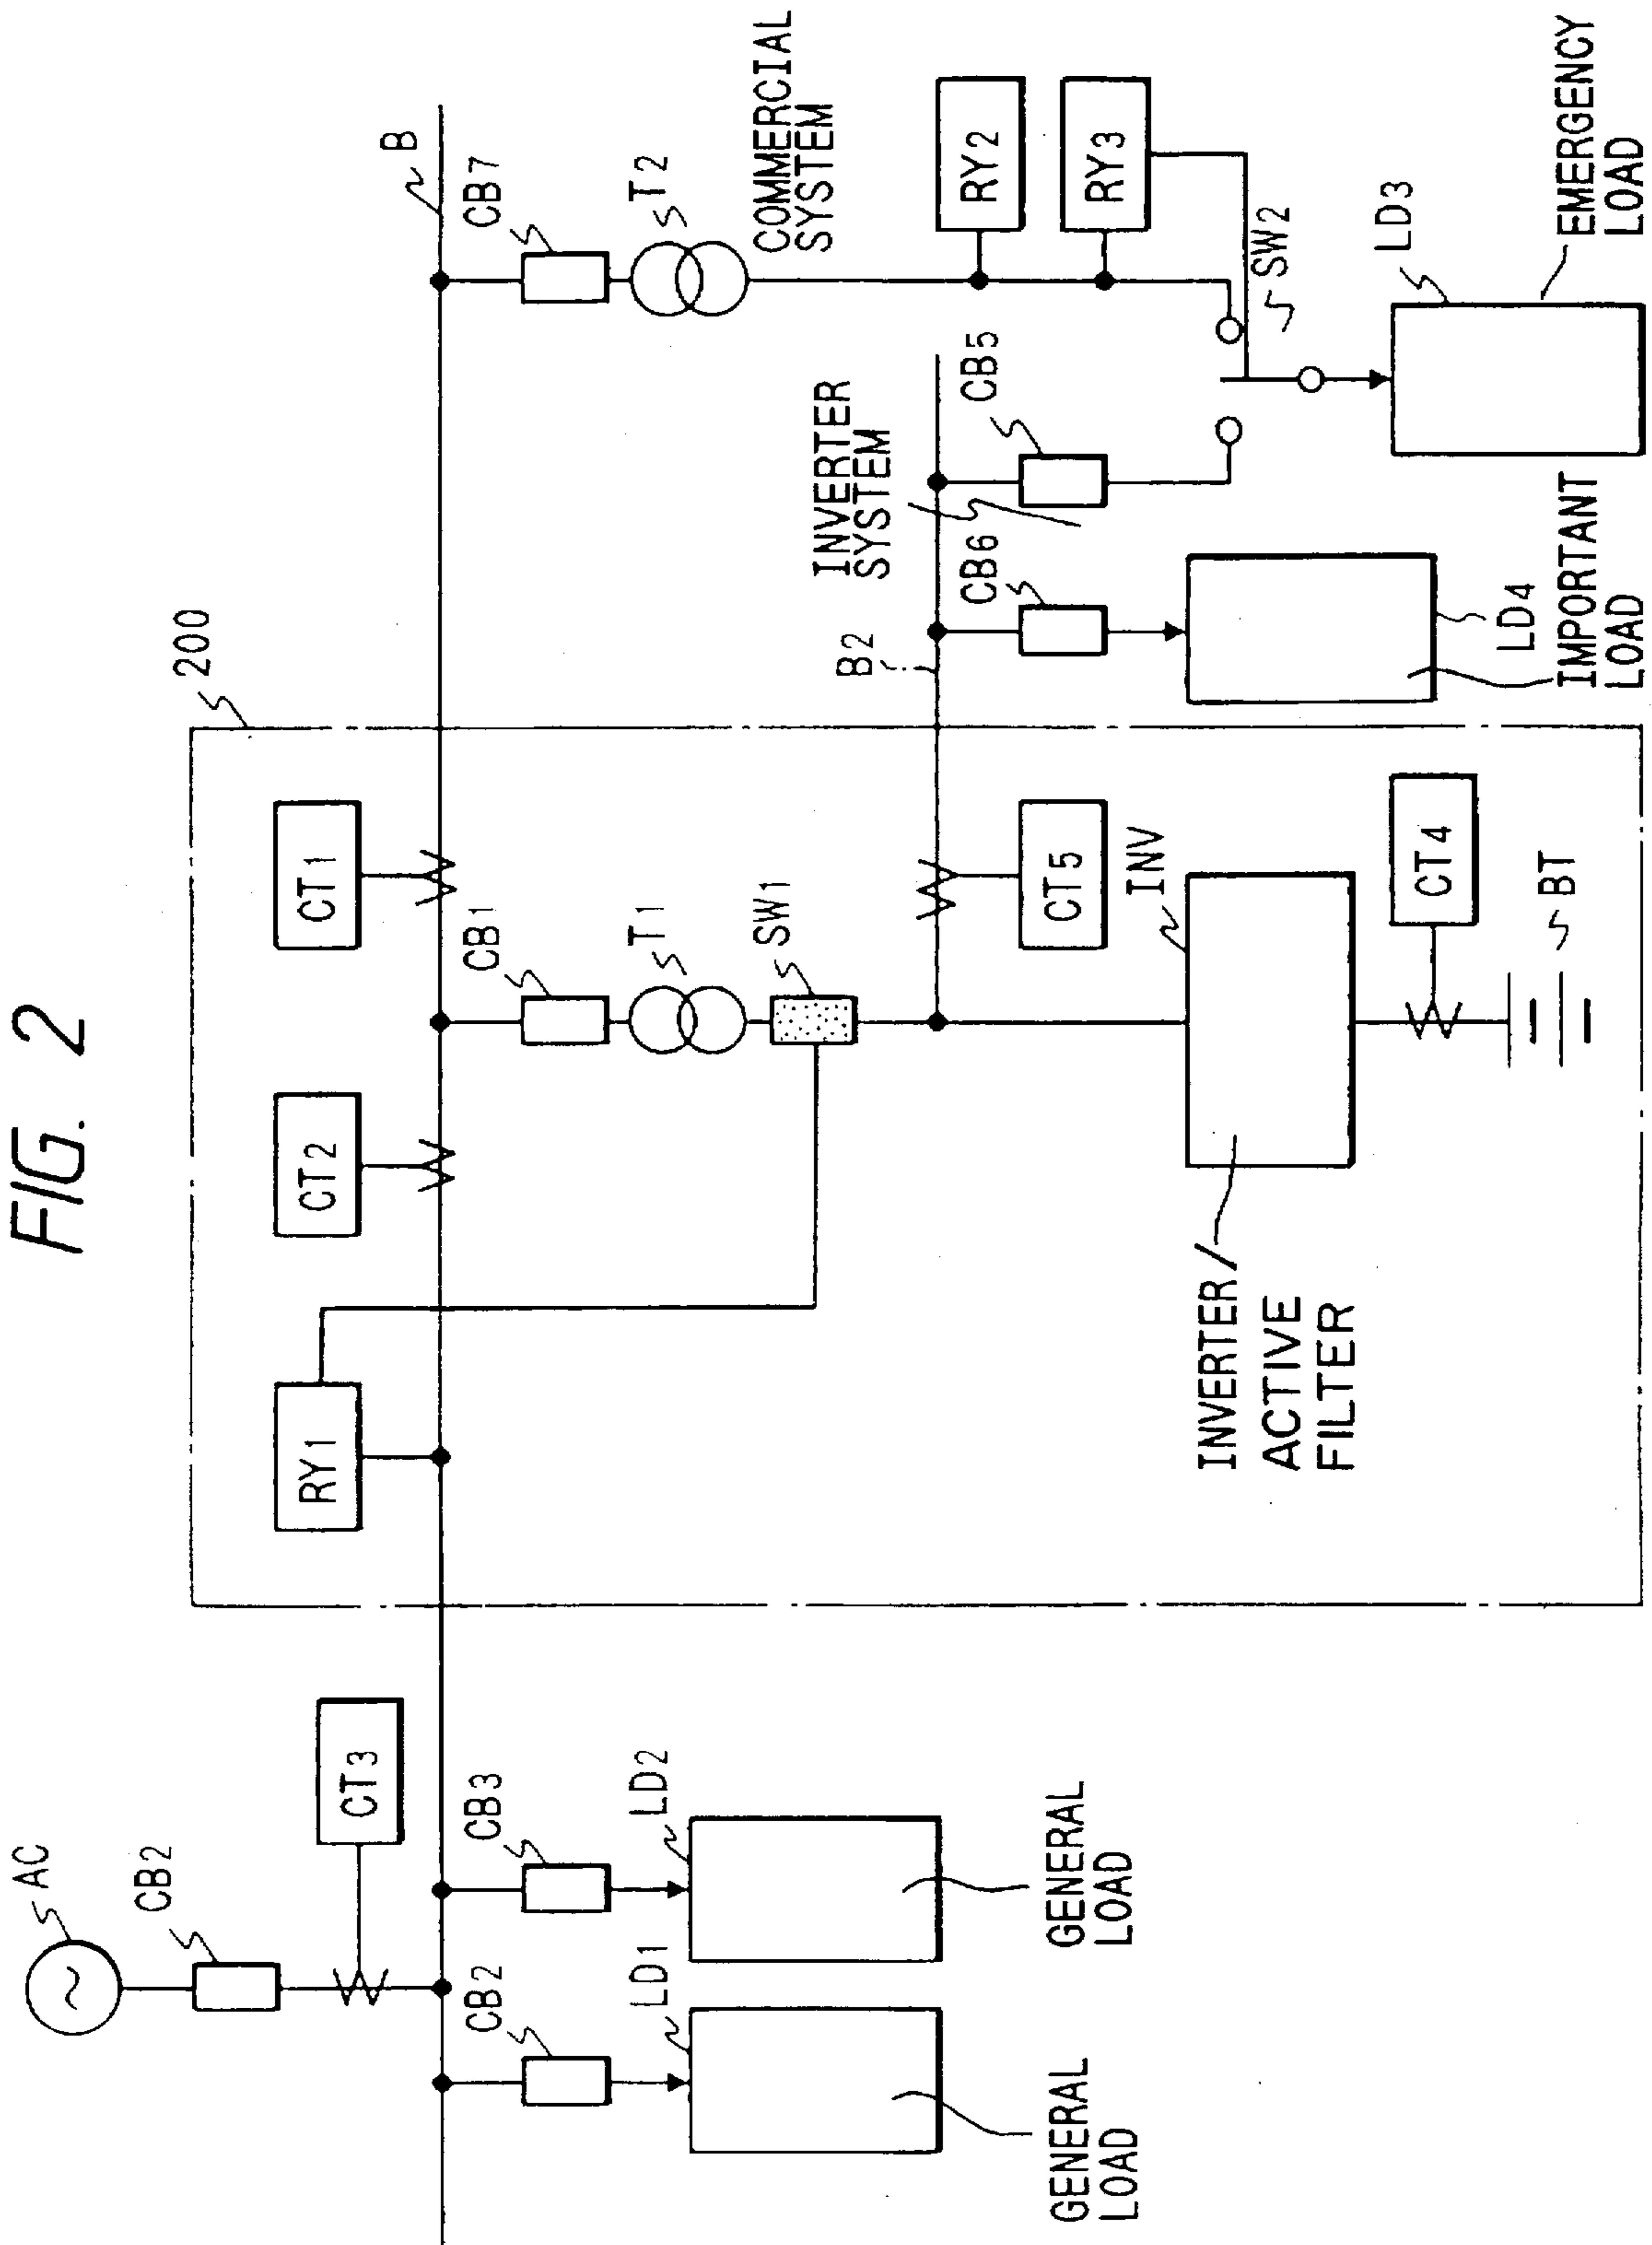 FIG. 2
AC
CB2
CT3
RY1
CT2
CT1
200
B
CB2
CB3
CB1
CB7
LD1
LD2
T1
T2
SW1
COMMERCIAL
SYSTEM
GENERAL
LOAD
GENERAL
LOAD
B2
INVERTER
SYSTEM
CT5
CB6
CB5
RY2
RY3
INV
SW2
INVERTER/
ACTIVE
FILTER
CT4
BT
LD4
LD3
IMPORTANT
LOAD
EMERGENCY
LOAD